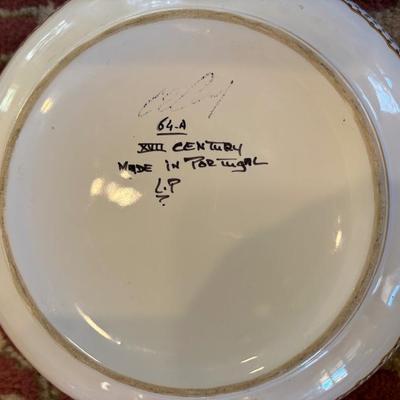 64-A
XVII CENTURY
MADE IN PORTUGAL
L.P
?